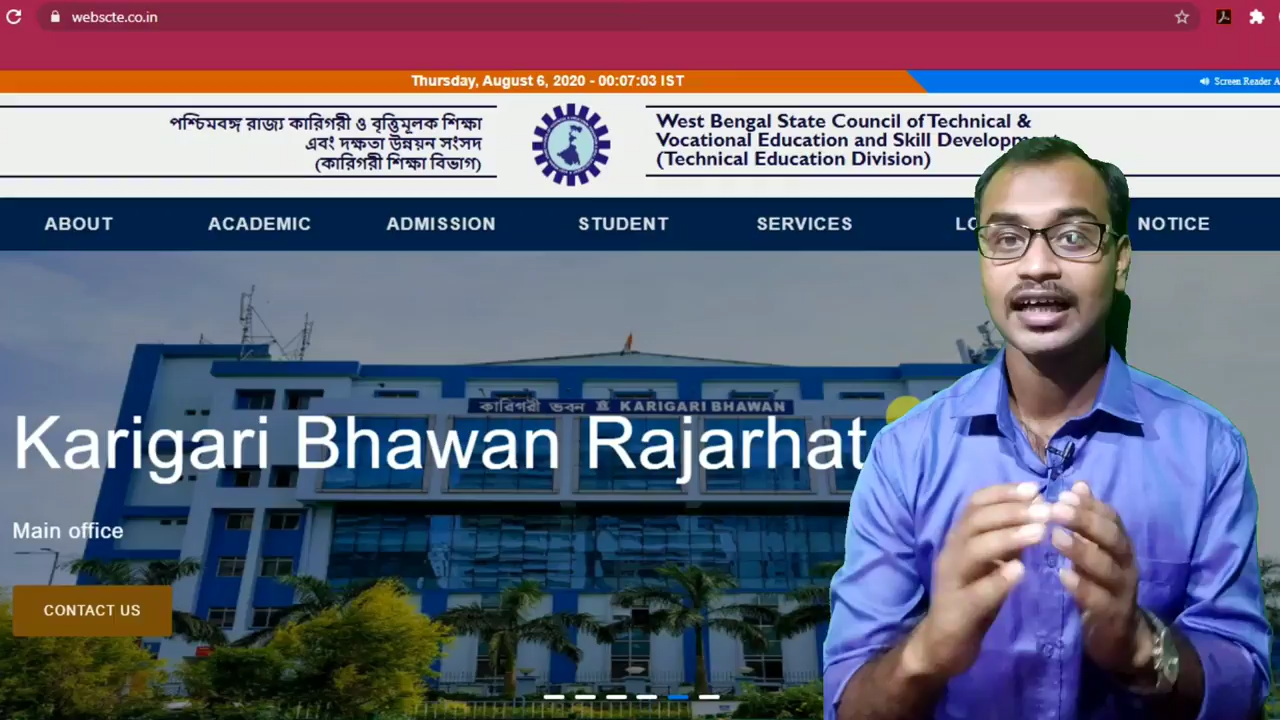 webscte.co.in
Thursday, August 6, 2020 - 00:07:03 IST
Screen Reader
পশ্চিমবঙ্গ রাজ্য কারিগরী ও বৃত্তিমূলক শিক্ষা
এবং দক্ষতা উন্নয়ন সংসদ
(কারিগরী শিক্ষা বিভাগ)
West Bengal State Council of Technical &
Vocational Education and Skill
(Technical Education Division)
ABOUT
ACADEMIC
ADMISSION
STUDENT
SERVICES
NOTICE
কারিগরী ভবন KARIGARI BHAWAN
Karigari Bhawan Rajarhat
Main office
CONTACT US